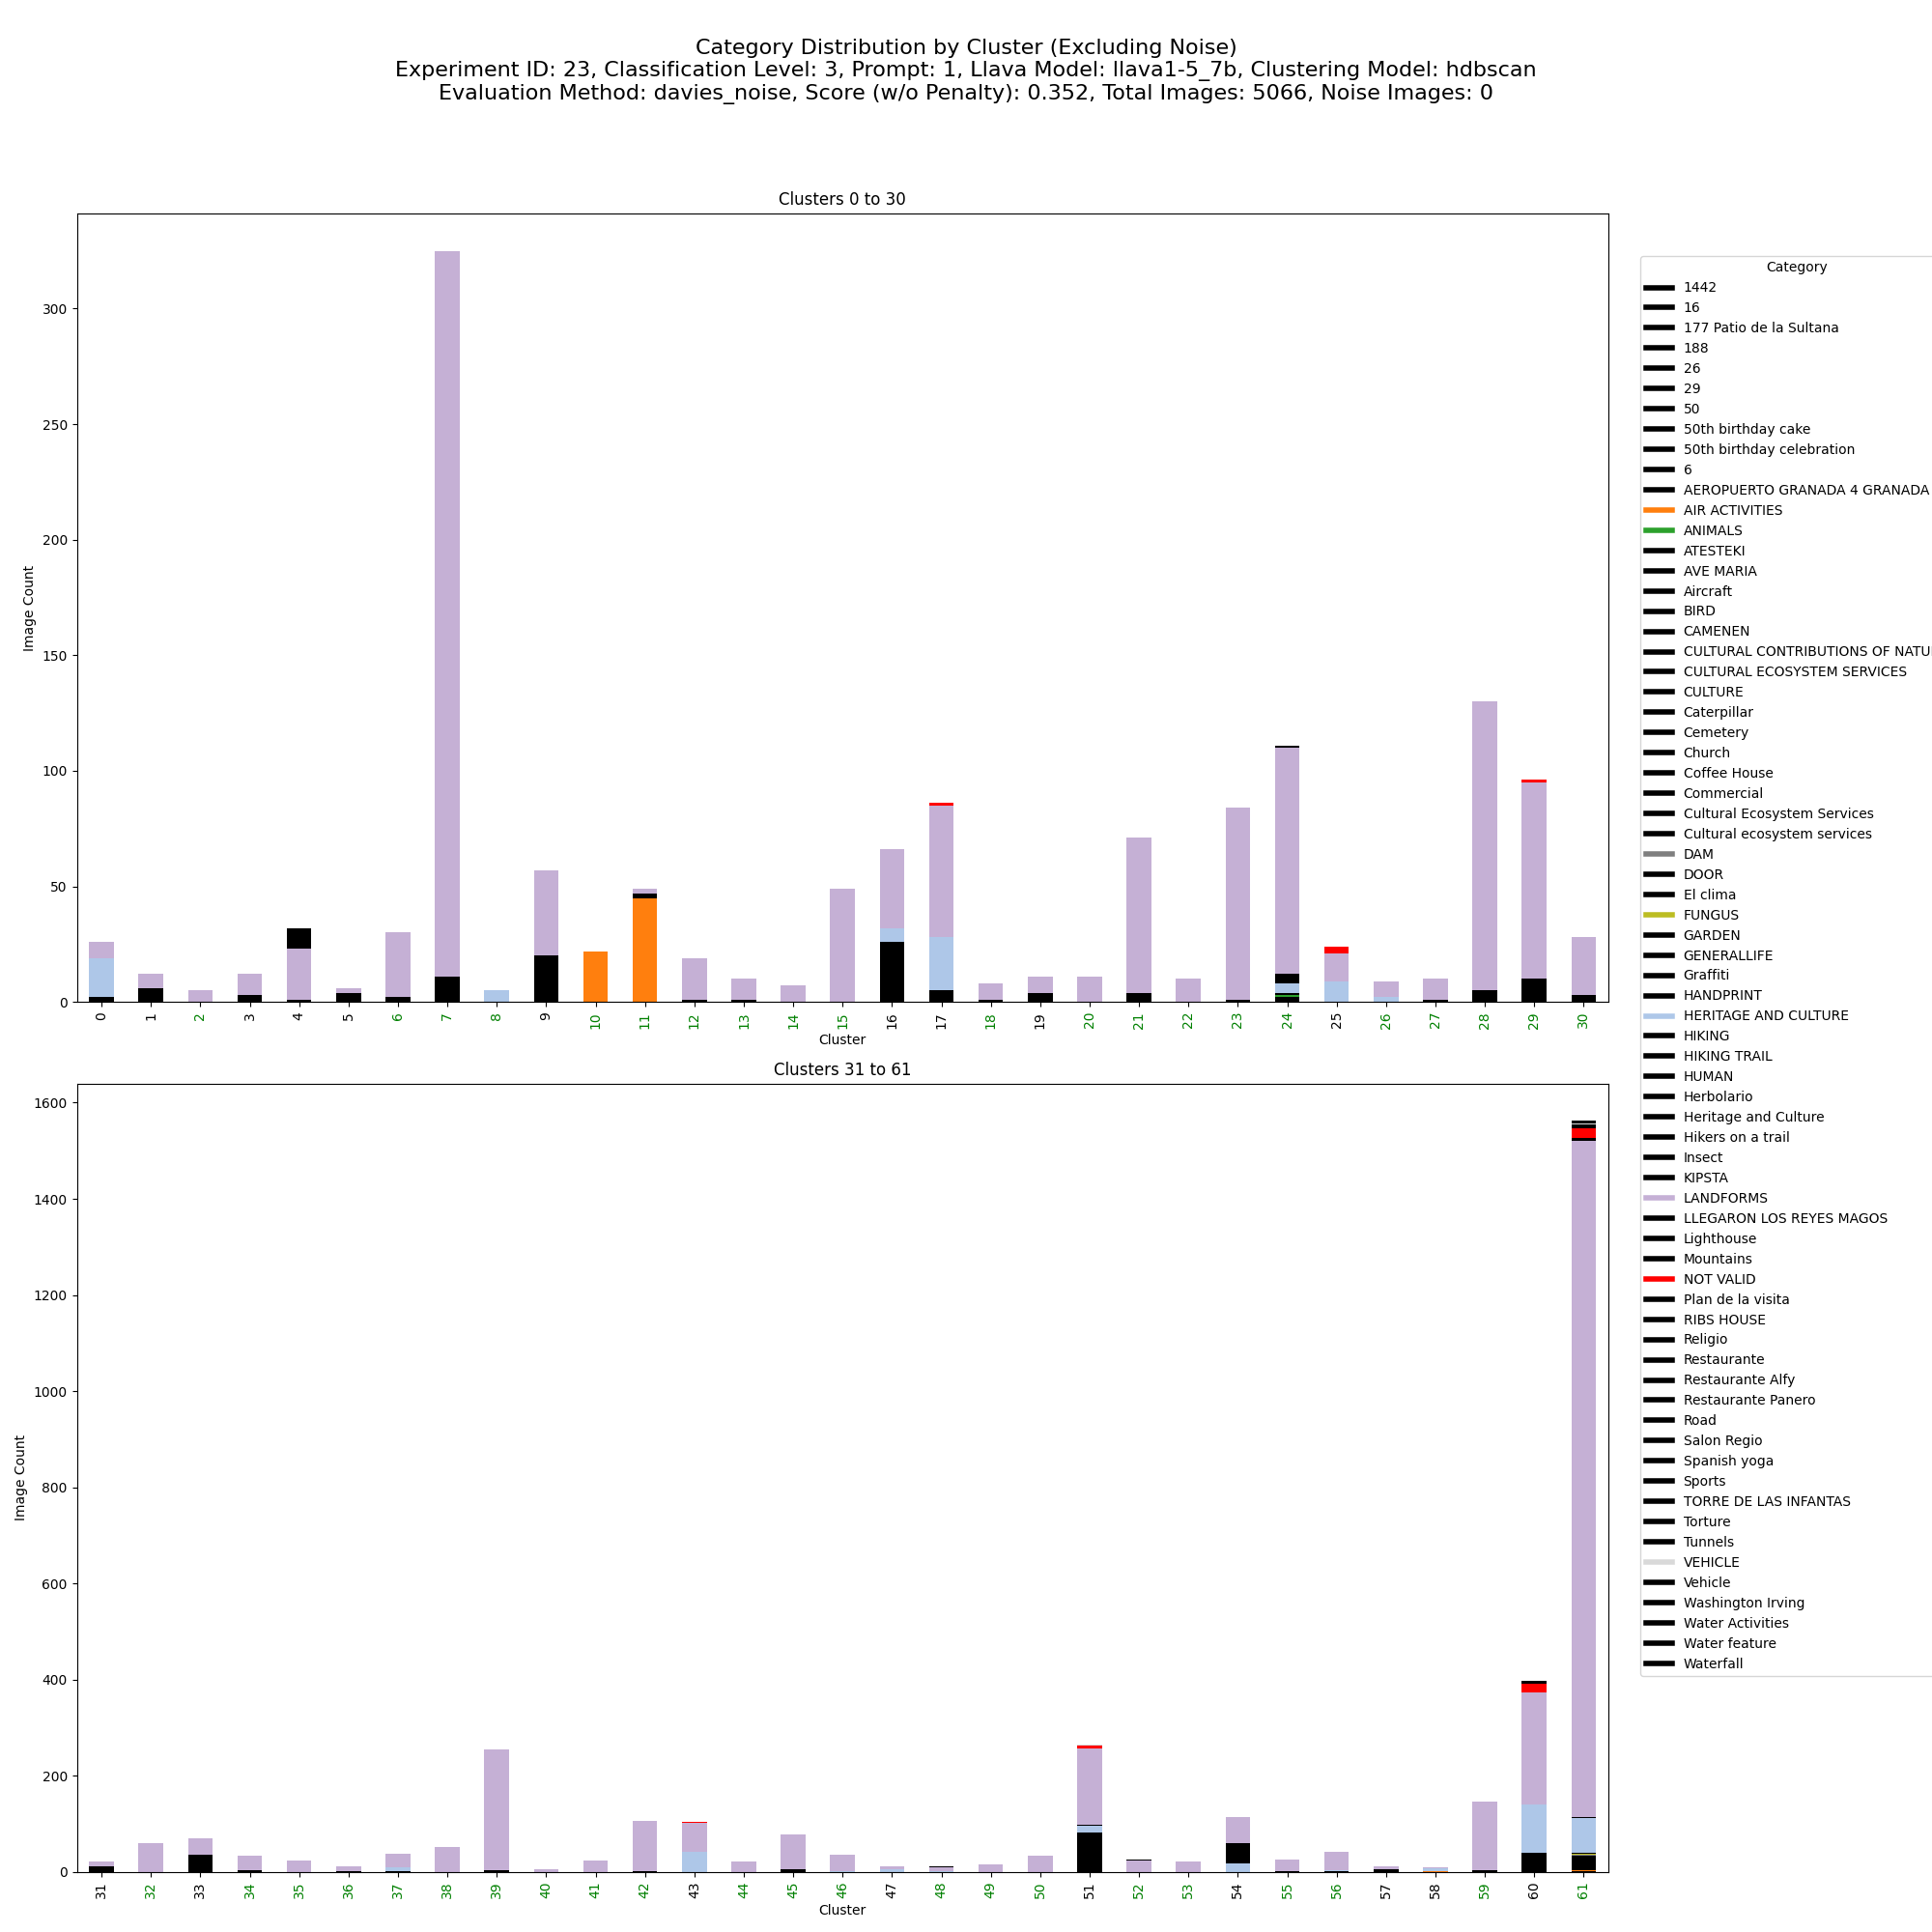 Category Distribution by Cluster (Excluding Noise)
Experiment ID: 23, Classification Level: 3, Prompt: 1, Llava Model: llava1-5_7b, Clustering Model: hdbscan
Evaluation Method: davies_noise, Score (w/o Penalty): 0.352, Total Images: 5066, Noise Images: 0
Clusters 0 to 30
Image Count
300
250
200
150
100
50
0
0 1 2 3 4 5 6 7 8 9 10 11 12 13 14 15 16 17 18 19 20 21 22 23 24 25 26 27 28 29 30
Cluster
Clusters 31 to 61
Image Count
1600
1400
1200
1000
800
600
400
200
0
31 32 33 34 35 36 37 38 39 40 41 42 43 44 45 46 47 48 49 50 51 52 53 54 55 56 57 58 59 60 61
Cluster
Category
1442
16
177 Patio de la Sultana
188
26
29
50
50th birthday cake
50th birthday celebration
6
AEROPUERTO GRANADA 4 GRANADA
AIR ACTIVITIES
ANIMALS
ATESTEKI
AVE MARIA
Aircraft
BIRD
CAMENEN
CULTURAL CONTRIBUTIONS OF NATU
CULTURAL ECOSYSTEM SERVICES
CULTURE
Caterpillar
Cemetery
Church
Coffee House
Commercial
Cultural Ecosystem Services
Cultural ecosystem services
DAM
DOOR
El clima
FUNGUS
GARDEN
GENERALLIFE
Graffiti
HANDPRINT
HERITAGE AND CULTURE
HIKING
HIKING TRAIL
HUMAN
Herbolario
Heritage and Culture
Hikers on a trail
Insect
KIPSTA
LANDFORMS
LLEGARON LOS REYES MAGOS
Lighthouse
Mountains
NOT VALID
Plan de la visita
RIBS HOUSE
Religio
Restaurante
Restaurante Alfy
Restaurante Panero
Road
Salon Regio
Spanish yoga
Sports
TORRE DE LAS INFANTAS
Torture
Tunnels
VEHICLE
Vehicle
Washington Irving
Water Activities
Water feature
Waterfall